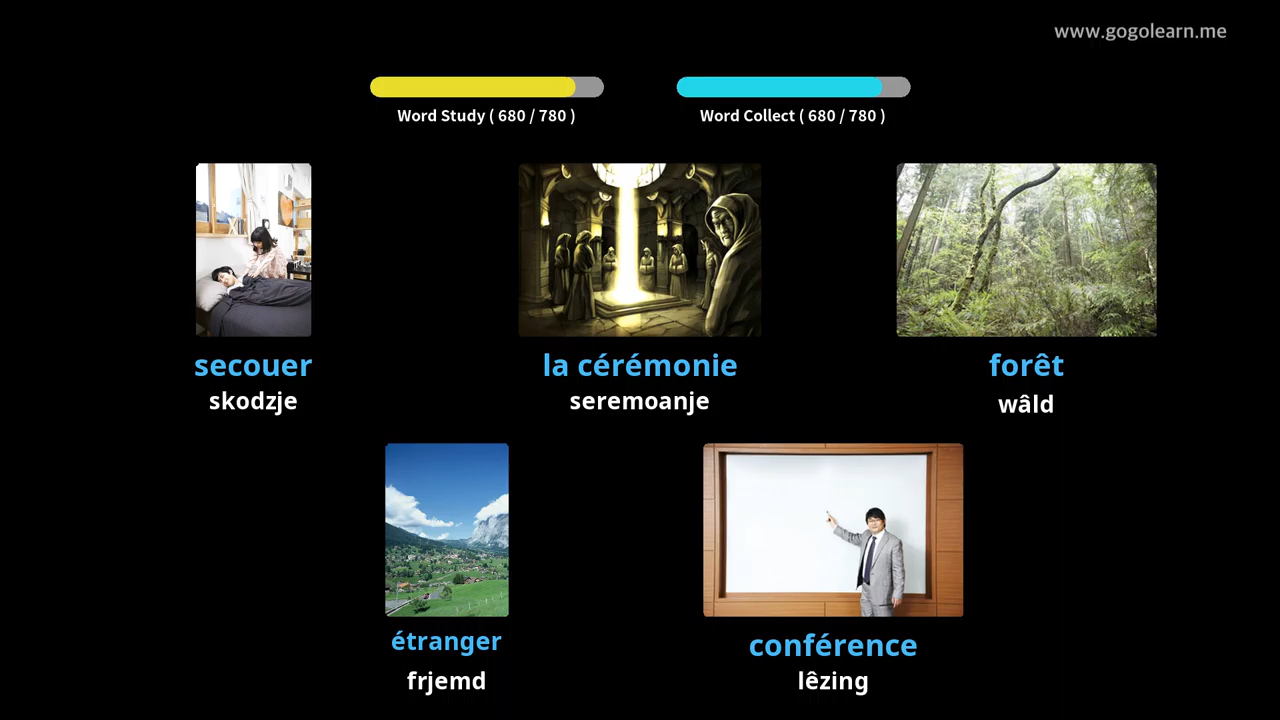 www.gogolearn.me
Word Study ( 680 / 780 )
Word Collect ( 680 / 780 )
secouer
skodzje
la cérémonie
seremoanje
forêt
wâld
étranger
frjemd
conférence
lêzing